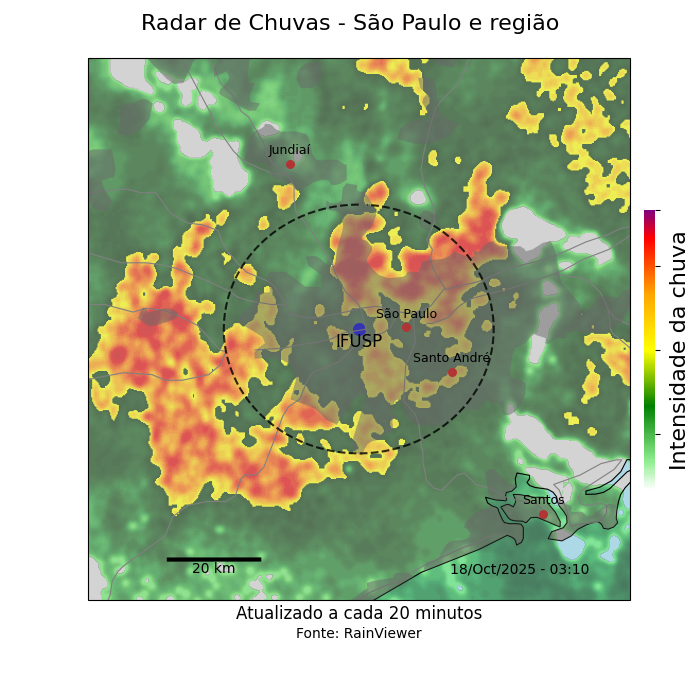 Radar de Chuvas - São Paulo e região
Jundiaí
São Paulo
IFUSP
Santo André
Santos
20 km
18/Oct/2025 - 03:10
Intensidade da chuva
Atualizado a cada 20 minutos
Fonte: RainViewer